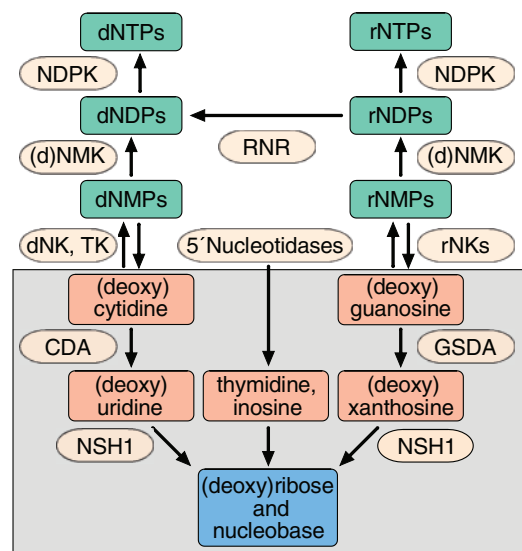 dNTPs
rNTPs
NDPK
NDPK
dNDPs
rNDPs
RNR
(d)NMK
(d)NMK
dNMPs
rNMPs
dNK, TK
5´Nucleotidases
rNKs
(deoxy)
cytidine
(deoxy)
guanosine
CDA
GSDA
(deoxy)
uridine
thymidine,
inosine
(deoxy)
xanthosine
NSH1
NSH1
(deoxy)ribose
and
nucleobase